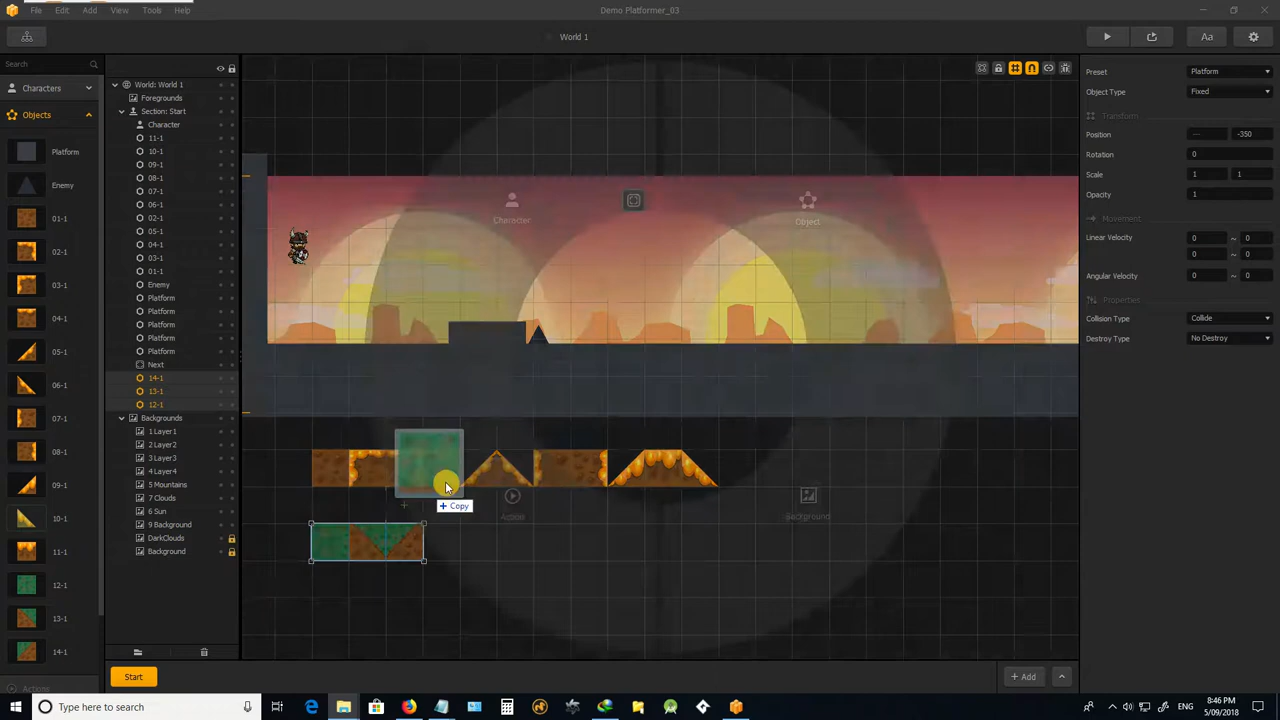 File Edit Add View Tools Help
Demo Platformer_03
World 1
Aa
Search
Characters
Objects
Platform
Enemy
01-1
02-1
03-1
04-1
05-1
06-1
07-1
08-1
09-1
10-1
11-1
12-1
13-1
14-1
Actions
World: World 1
Foregrounds
Section: Start
Character
11-1
10-1
09-1
08-1
07-1
06-1
02-1
05-1
04-1
03-1
01-1
Enemy
Platform
Platform
Platform
Platform
Platform
Next
14-1
13-1
12-1
Backgrounds
1 Layer1
2 Layer2
3 Layer3
4 Layer4
5 Mountains
7 Clouds
6 Sun
9 Background
DarkClouds
Background
Character
Object
Action
Background
+ Copy
Preset Platform
Object Type Fixed
Transform
Position --- -350
Rotation 0
Scale 1 1
Opacity 1
Movement
Linear Velocity 0 ~ 0
0 ~ 0
Angular Velocity 0 ~ 0
Properties
Collision Type Collide
Destroy Type No Destroy
Start
+ Add
Type here to search
ENG
8:46 PM
5/09/2018